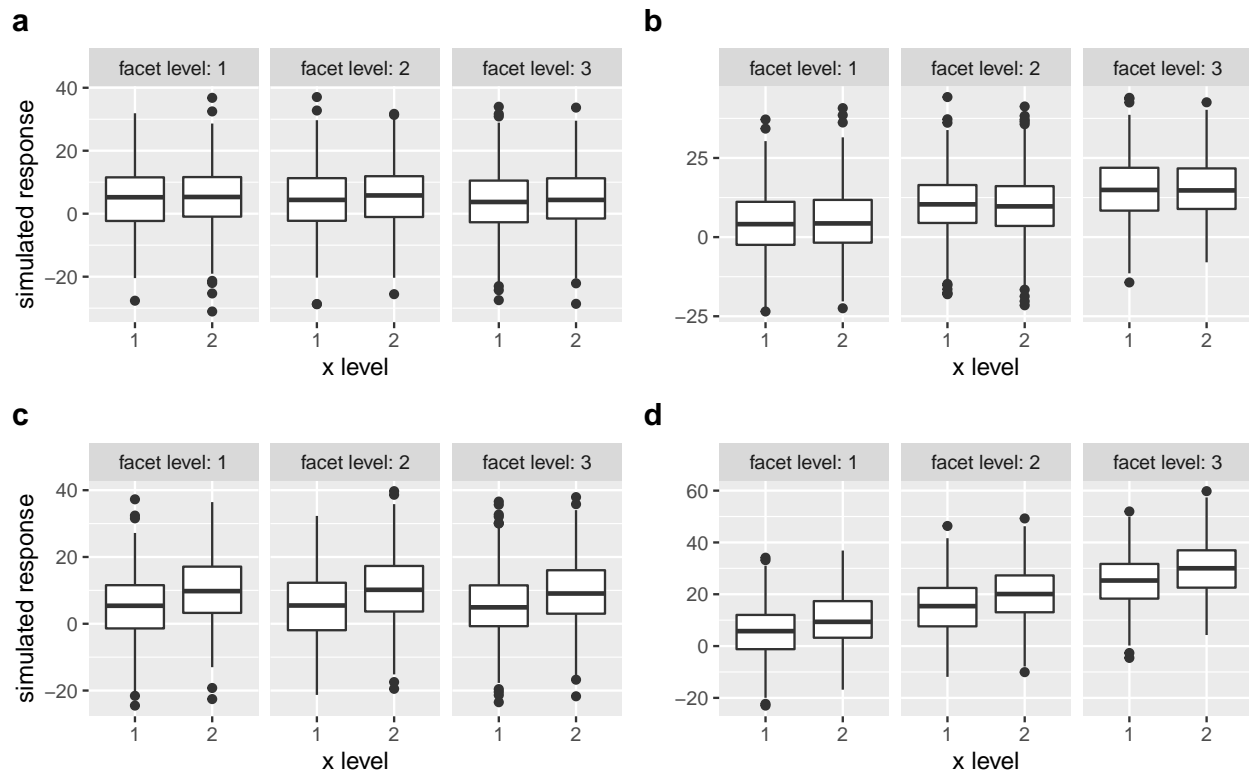 a
facet level: 1 facet level: 2 facet level: 3
simulated response
40
20
0
−20
1 2 1 2 1 2
x level
b
facet level: 1 facet level: 2 facet level: 3
25
0
−25
1 2 1 2 1 2
x level
c
facet level: 1 facet level: 2 facet level: 3
simulated response
40
20
0
−20
1 2 1 2 1 2
x level
d
facet level: 1 facet level: 2 facet level: 3
60
40
20
0
−20
1 2 1 2 1 2
x level